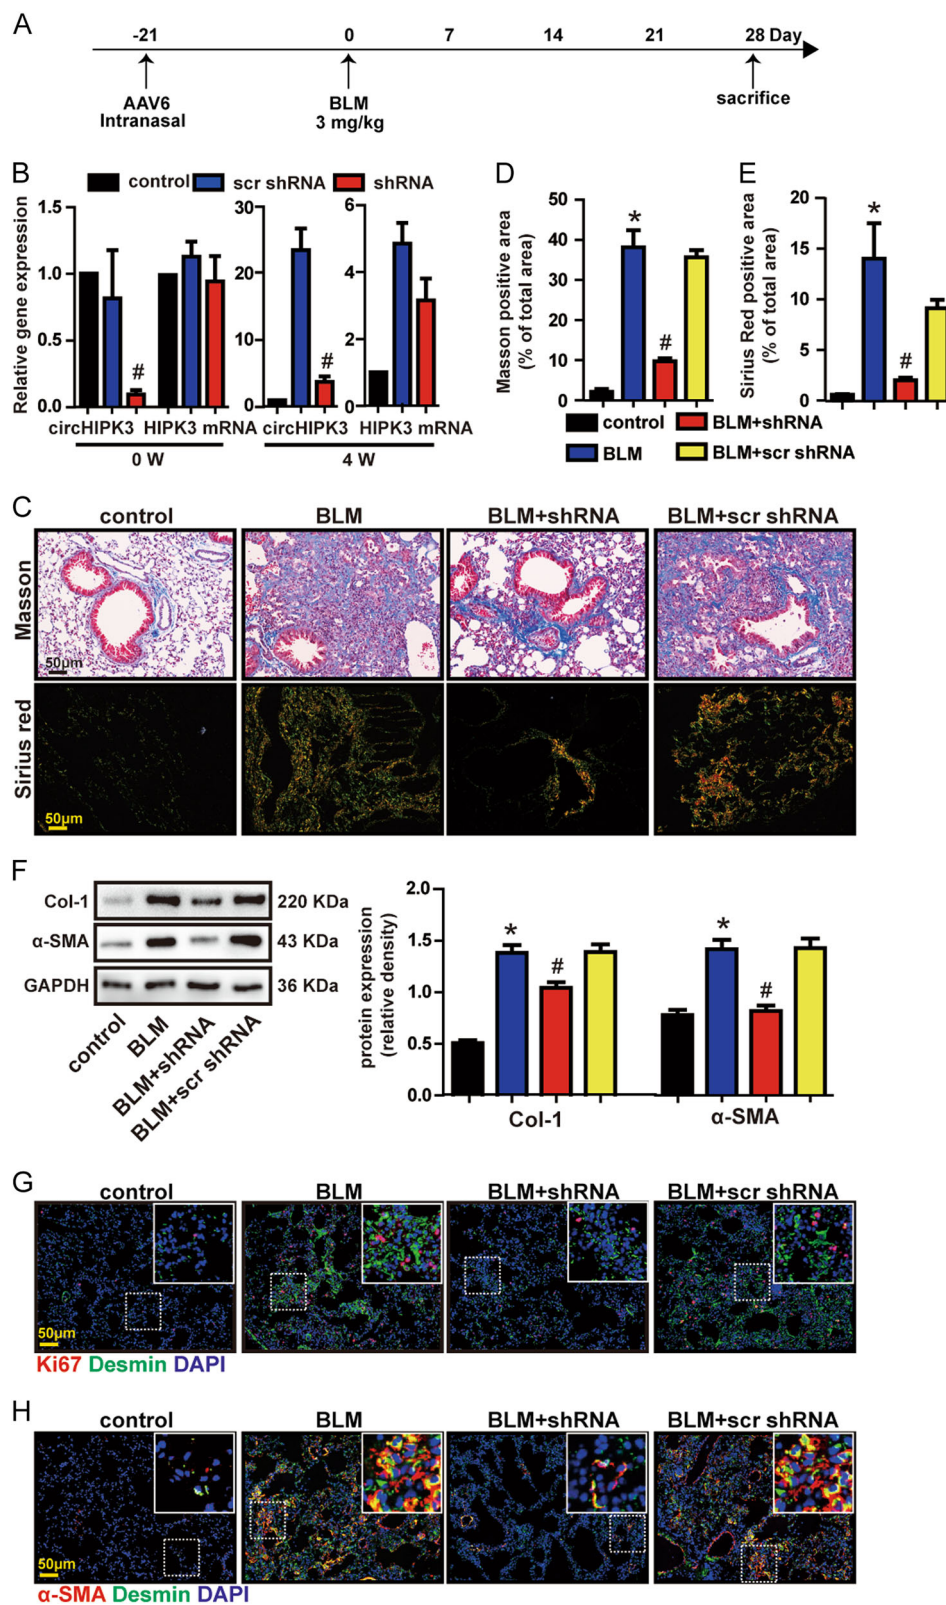 A
-21 0 7 14 21 28 Day
AAV6
Intranasal
BLM
3 mg/kg
sacrifice
B
control scr shRNA shRNA
Relative gene expression
1.5
1.0
0.5
0.0
30
20
10
0
6
4
2
0
#
#
circHIPK3 HIPK3 mRNA circHIPK3 HIPK3 mRNA
0 W 4 W
D
Masson positive area
(% of total area)
50
40
30
20
10
0
*
#
E
Sirius Red positive area
(% of total area)
20
15
10
5
0
*
#
control BLM+shRNA
BLM BLM+scr shRNA
C
control BLM BLM+shRNA BLM+scr shRNA
Masson
50μm
Sirius red
50μm
F
Col-1 220 KDa
α-SMA 43 KDa
GAPDH 36 KDa
control
BLM
BLM+shRNA
BLM+scr shRNA
protein expression
(relative density)
2.0
1.5
1.0
0.5
0.0
*
#
*
#
Col-1 α-SMA
G
control BLM BLM+shRNA BLM+scr shRNA
50μm
Ki67 Desmin DAPI
H
control BLM BLM+shRNA BLM+scr shRNA
50μm
α-SMA Desmin DAPI